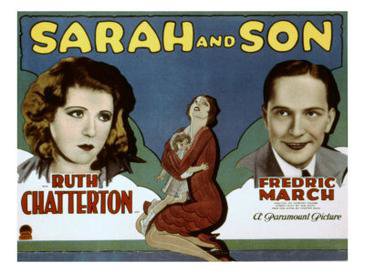 SARAH AND SON
RUTH
CHATTERTON
FREDRIC
MARCH
A Paramount Picture